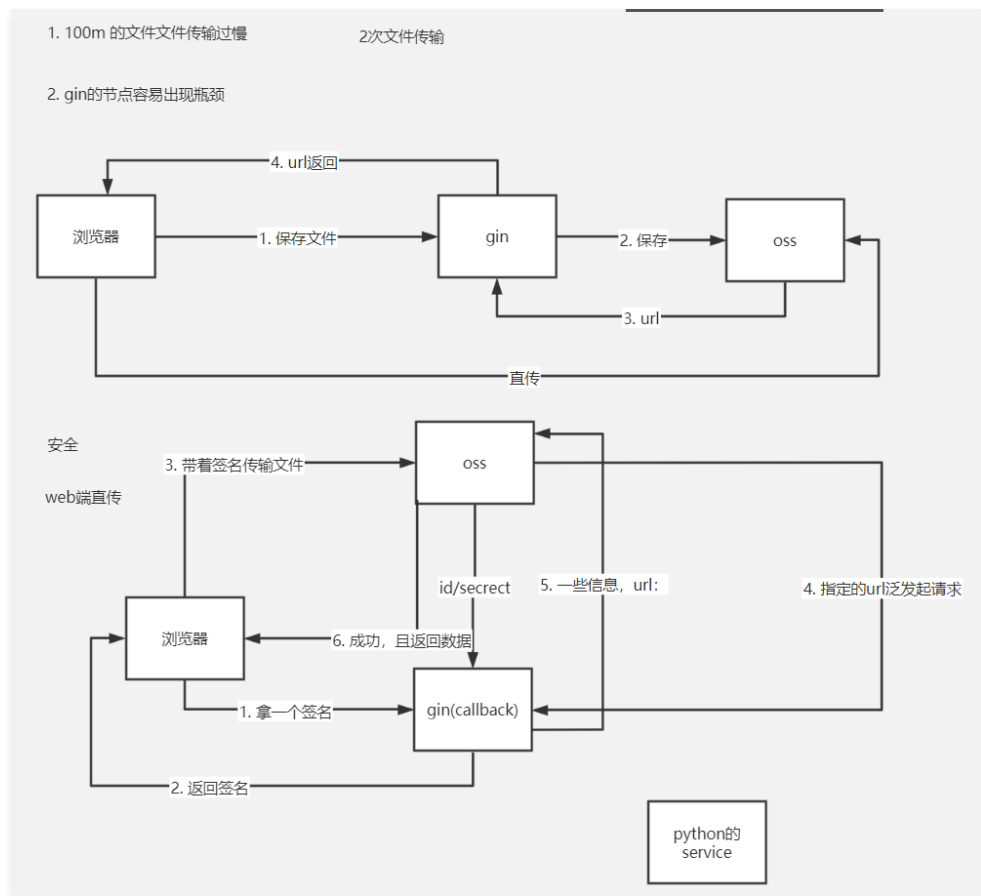 1. 100m 的文件文件传输过慢
2次文件传输
2. gin的节点容易出现瓶颈
4. url返回
浏览器
1. 保存文件
gin
2. 保存
oss
3. url
直传
安全
web端直传
3. 带着签名传输文件
oss
id/secrect
5. 一些信息，url：
4. 指定的url泛发起请求
浏览器
6. 成功，且返回数据
1. 拿一个签名
gin(callback)
2. 返回签名
python的
service